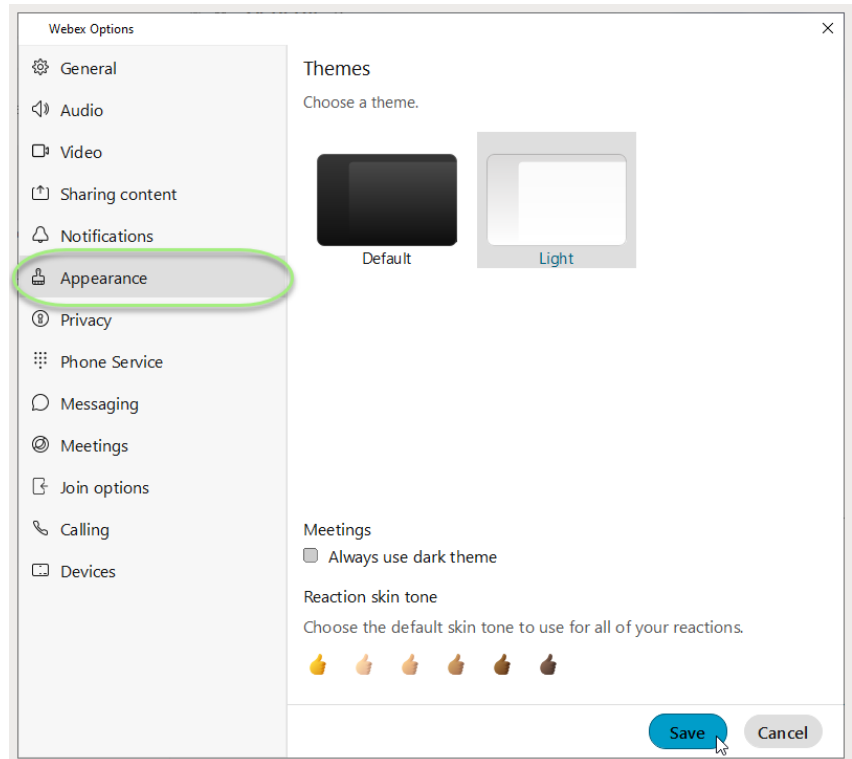 Webex Options
General
Audio
Video
Sharing content
Notifications
Appearance
Privacy
Phone Service
Messaging
Meetings
Join options
Calling
Devices
Themes
Choose a theme.
Default
Light
Meetings
Always use dark theme
Reaction skin tone
Choose the default skin tone to use for all of your reactions.
Save
Cancel